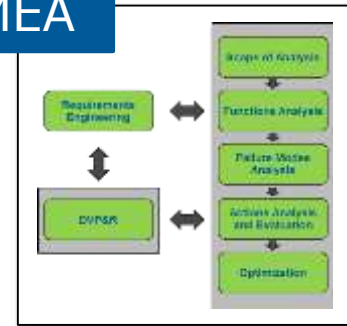 MEA
Scope of Analysis
Requirements
Engineering
Functions Analysis
Failure Modes
Analysis
DVP&R
Actions Analysis
and Evaluation
Optimization